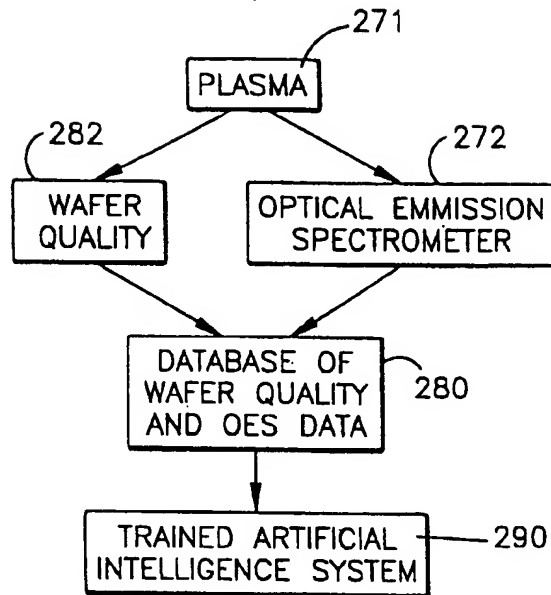 271
PLASMA
282
272
WAFER
QUALITY
OPTICAL EMMISSION
SPECTROMETER
DATABASE OF
WAFER QUALITY
AND OES DATA
280
TRAINED ARTIFICIAL
INTELLIGENCE SYSTEM
290